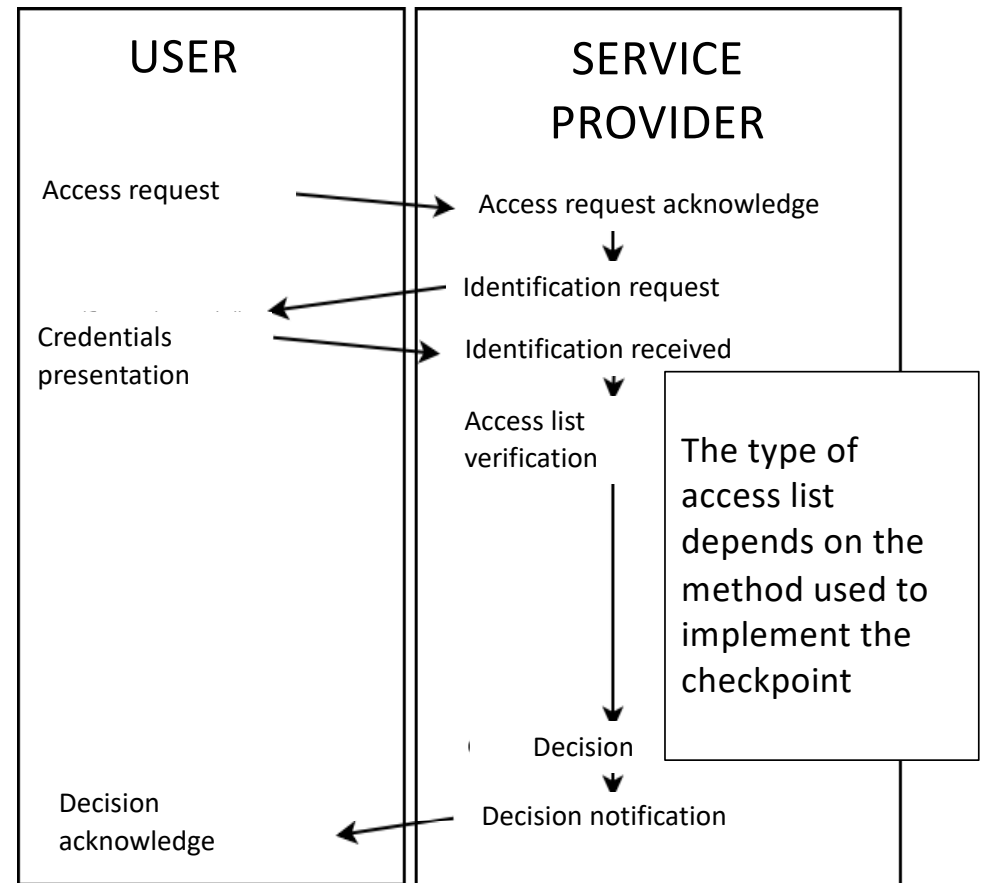 USER
SERVICE
PROVIDER
Access request
Access request acknowledge
Identification request
Credentials
presentation
Identification received
Access list
verification
The type of
access list
depends on the
method used to
implement the
checkpoint
Decision
Decision notification
Decision
acknowledge